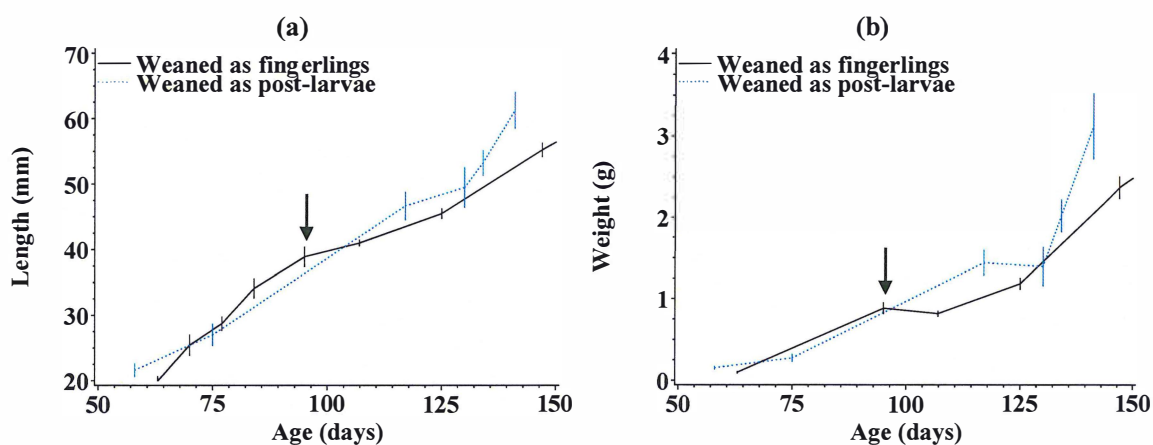 (a)
70
60
50
40
30
20
Length (mm)
Weaned as fingerlings
Weaned as post-larvae
50 75 100 125 150
Age (days)
(b)
4
3
2
1
0
Weight (g)
Weaned as fingerlings
Weaned as post-larvae
50 75 100 125 150
Age (days)